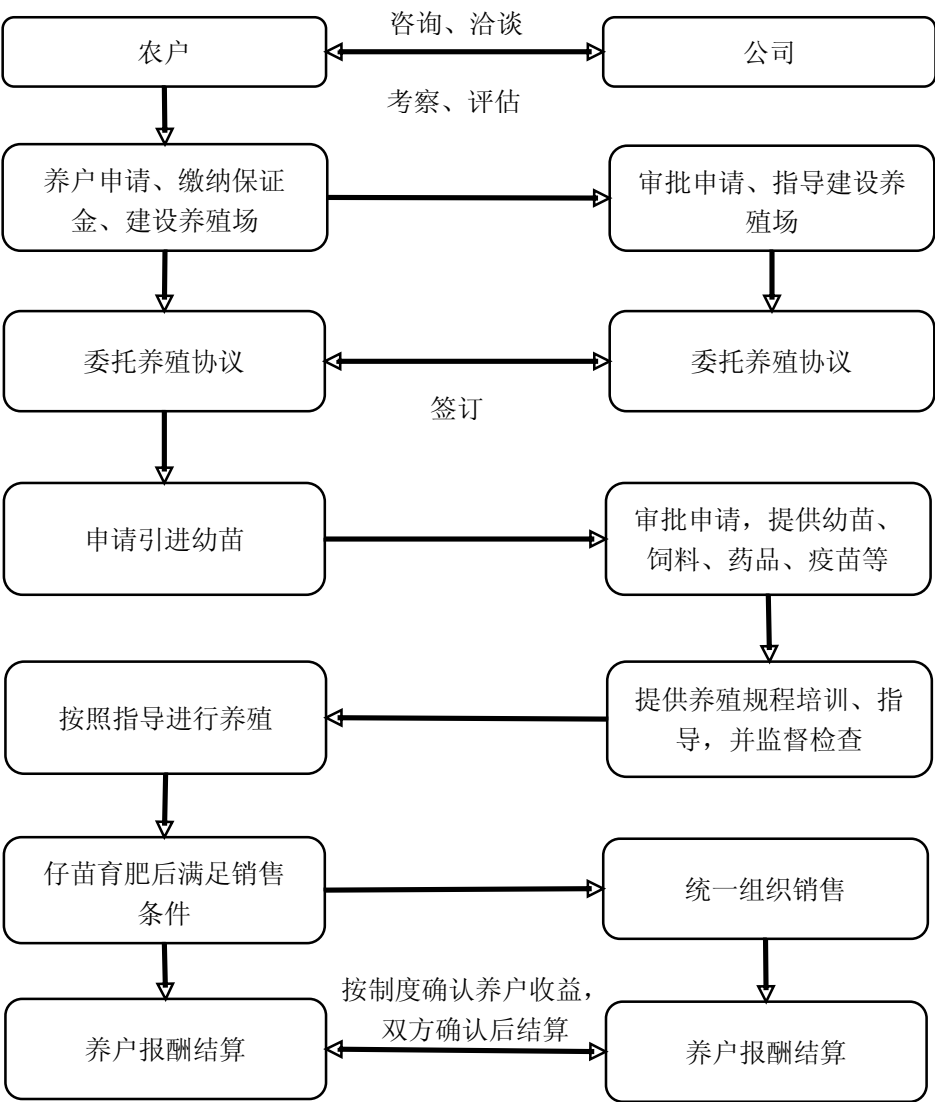 咨询、洽谈
农户
公司
考察、评估
养户申请、缴纳保证
金、建设养殖场
审批申请、指导建设养
殖场
委托养殖协议
委托养殖协议
签订
申请引进幼苗
审批申请，提供幼苗、
饲料、药品、疫苗等
按照指导进行养殖
提供养殖规程培训、指
导，并监督检查
仔苗育肥后满足销售
条件
统一组织销售
按制度确认养户收益，
双方确认后结算
养户报酬结算
养户报酬结算